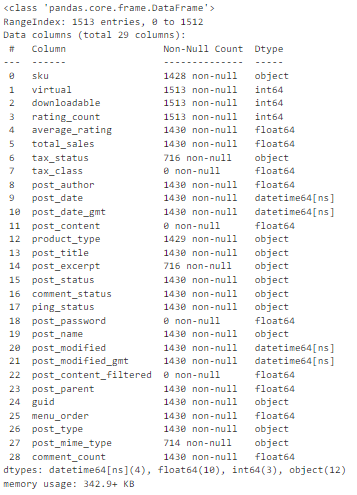 <class 'pandas.core.frame.DataFrame'>
RangeIndex: 1513 entries, 0 to 1512
Data columns (total 29 columns):
 #   Column                 Non-Null Count  Dtype
---  ------                 --------------  -----
 0   sku                    1428 non-null   object
 1   virtual                1513 non-null   int64
 2   downloadable           1513 non-null   int64
 3   rating_count           1513 non-null   int64
 4   average_rating         1430 non-null   float64
 5   total_sales            1430 non-null   float64
 6   tax_status             716 non-null    object
 7   tax_class              0 non-null      float64
 8   post_author            1430 non-null   float64
 9   post_date              1430 non-null   datetime64[ns]
 10  post_date_gmt          1430 non-null   datetime64[ns]
 11  post_content           0 non-null      float64
 12  product_type           1429 non-null   object
 13  post_title             1430 non-null   object
 14  post_excerpt           716 non-null    object
 15  post_status            1430 non-null   object
 16  comment_status         1430 non-null   object
 17  ping_status            1430 non-null   object
 18  post_password          0 non-null      float64
 19  post_name              1430 non-null   object
 20  post_modified          1430 non-null   datetime64[ns]
 21  post_modified_gmt      1430 non-null   datetime64[ns]
 22  post_content_filtered  0 non-null      float64
 23  post_parent            1430 non-null   float64
 24  guid                   1430 non-null   object
 25  menu_order             1430 non-null   float64
 26  post_type              1430 non-null   object
 27  post_mime_type         714 non-null    object
 28  comment_count          1430 non-null   float64
dtypes: datetime64[ns](4), float64(10), int64(3), object(12)
memory usage: 342.9+ KB